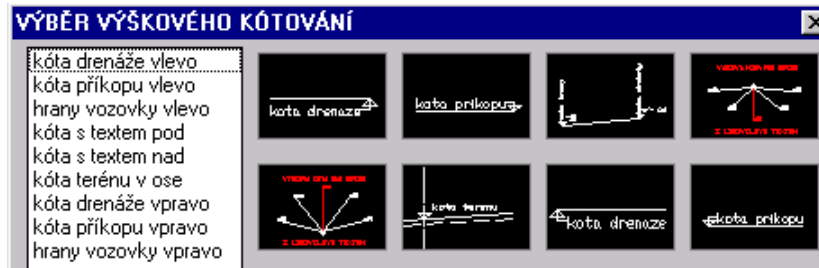 VÝBĚR VÝŠKOVÉHO KÓTOVÁNÍ
kóta drenáže vlevo
kóta příkopu vlevo
hrany vozovky vlevo
kóta s textem pod
kóta s textem nad
kóta terénu v ose
kóta drenáže vpravo
kóta příkopu vpravo
hrany vozovky vpravo
kota drenaze
kota prikopu
kota terenu
kota drenaze
kota prikopu